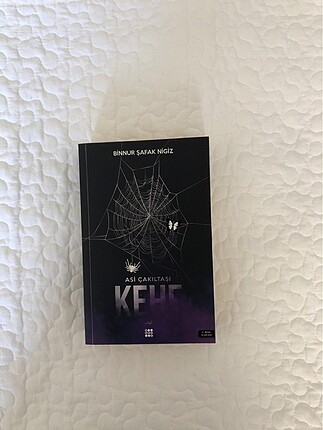 BİNNUR ŞAFAK NİGİZ
ASİ ÇAKILTAŞI
KEHF